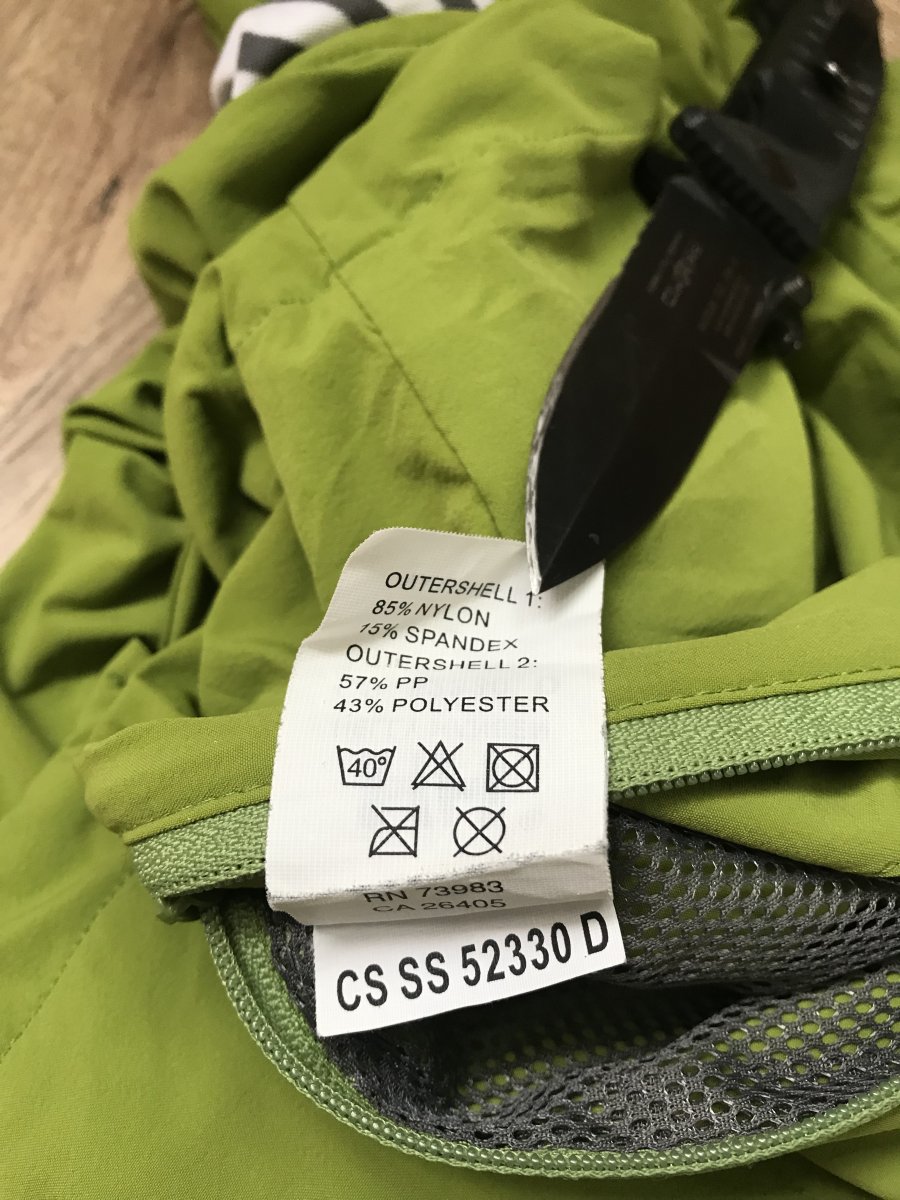 OUTERSHELL 1:
85% NYLON
15% SPANDEX
OUTERSHELL 2:
57% PP
43% POLYESTER
40°
RN 73983
CA 26405
CS SS 52330 D